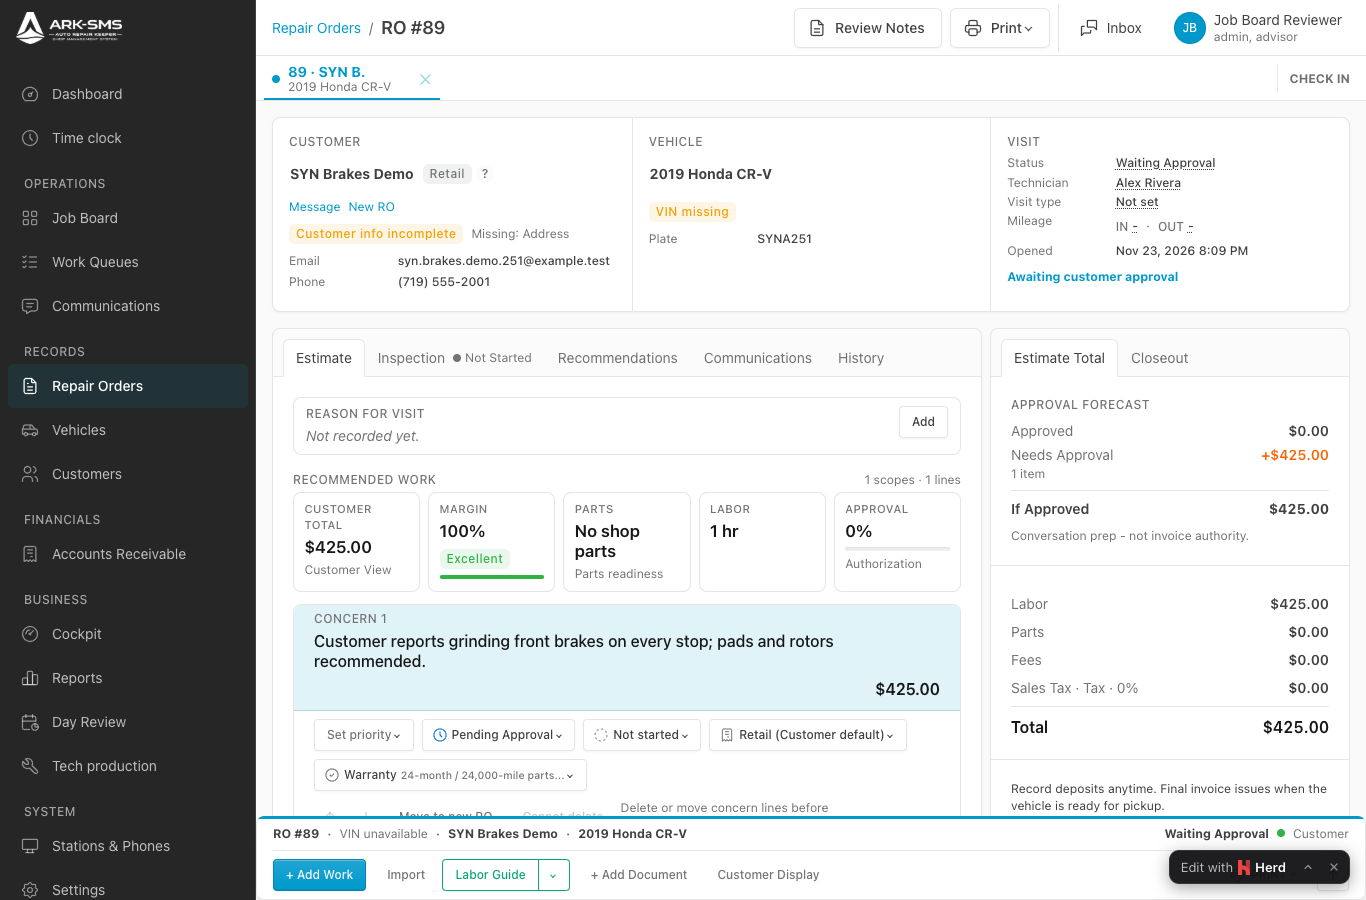 ARK-SMS
AUTO REPAIR KEEPER
SHOP MANAGEMENT SYSTEM
Dashboard
Time clock
OPERATIONS
Job Board
Work Queues
Communications
RECORDS
Repair Orders
Vehicles
Customers
FINANCIALS
Accounts Receivable
BUSINESS
Cockpit
Reports
Day Review
Tech production
SYSTEM
Stations & Phones
Settings
Repair Orders / RO #89
Review Notes
Print
Inbox
JB
Job Board Reviewer
admin, advisor
89 · SYN B.
2019 Honda CR-V
CHECK IN
CUSTOMER
SYN Brakes Demo Retail ?
Message New RO
Customer info incomplete Missing: Address
Email syn.brakes.demo.251@example.test
Phone (719) 555-2001
VEHICLE
2019 Honda CR-V
VIN missing
Plate SYNA251
VISIT
Status Waiting Approval
Technician Alex Rivera
Visit type Not set
Mileage IN - · OUT -
Opened Nov 23, 2026 8:09 PM
Awaiting customer approval
Estimate Inspection Not Started Recommendations Communications History
REASON FOR VISIT
Not recorded yet.
Add
RECOMMENDED WORK 1 scopes · 1 lines
CUSTOMER TOTAL
$425.00
Customer View
MARGIN
100%
Excellent
PARTS
No shop parts
Parts readiness
LABOR
1 hr
APPROVAL
0%
Authorization
CONCERN 1
Customer reports grinding front brakes on every stop; pads and rotors
recommended.
$425.00
Set priority Pending Approval Not started Retail (Customer default)
Warranty 24-month / 24,000-mile parts...
Move to new RO Cannot delete Delete or move concern lines before
Estimate Total Closeout
APPROVAL FORECAST
Approved $0.00
Needs Approval +$425.00
1 item
If Approved $425.00
Conversation prep - not invoice authority.
Labor $425.00
Parts $0.00
Fees $0.00
Sales Tax · Tax · 0% $0.00
Total $425.00
Record deposits anytime. Final invoice issues when the
vehicle is ready for pickup.
RO #89 · VIN unavailable · SYN Brakes Demo · 2019 Honda CR-V
Waiting Approval Customer
+ Add Work Import Labor Guide + Add Document Customer Display
Edit with Herd